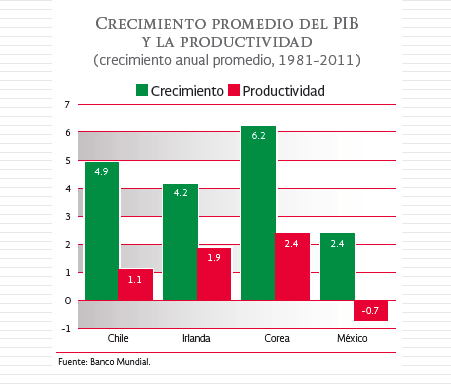 CRECIMIENTO PROMEDIO DEL PIB
Y LA PRODUCTIVIDAD
(crecimiento anual promedio, 1981-2011)
Crecimiento Productividad
7
6
5
4
3
2
1
0
-1
4.9
1.1
4.2
1.9
6.2
2.4
2.4
-0.7
Chile Irlanda Corea México
Fuente: Banco Mundial.